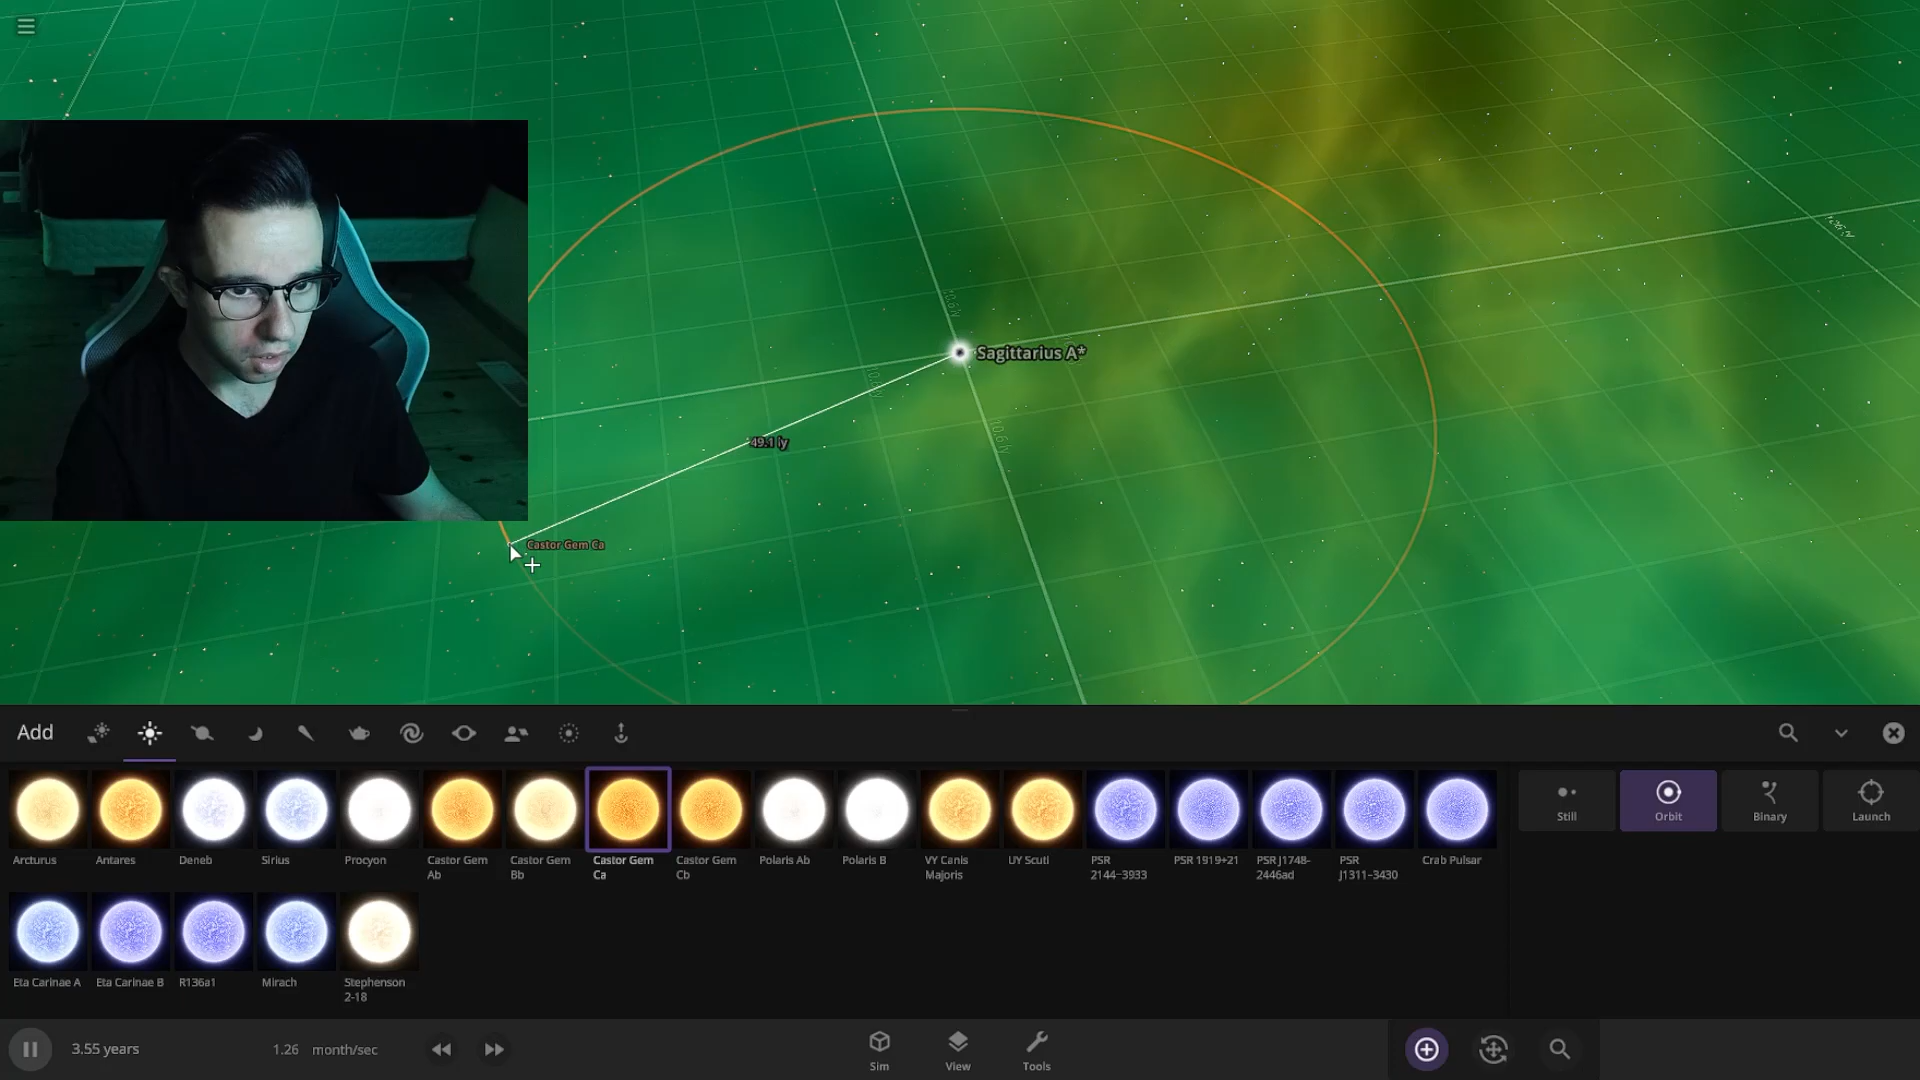 Sagittarius A*
49.1 ly
10.6 ly
Castor Gem Ca
Add
Still
Orbit
Binary
Launch
Arcturus
Antares
Deneb
Sirius
Procyon
Castor Gem
Ab
Castor Gem
Bb
Castor Gem
Ca
Castor Gem
Cb
Polaris Ab
Polaris B
VY Canis
Majoris
UY Scuti
PSR
2144−3933
PSR 1919+21
PSR J1748-
2446ad
PSR
J1311−3430
Crab Pulsar
Eta Carinae A
Eta Carinae B
R136a1
Mirach
Stephenson
2-18
3.55 years
1.26 month/sec
Sim
View
Tools